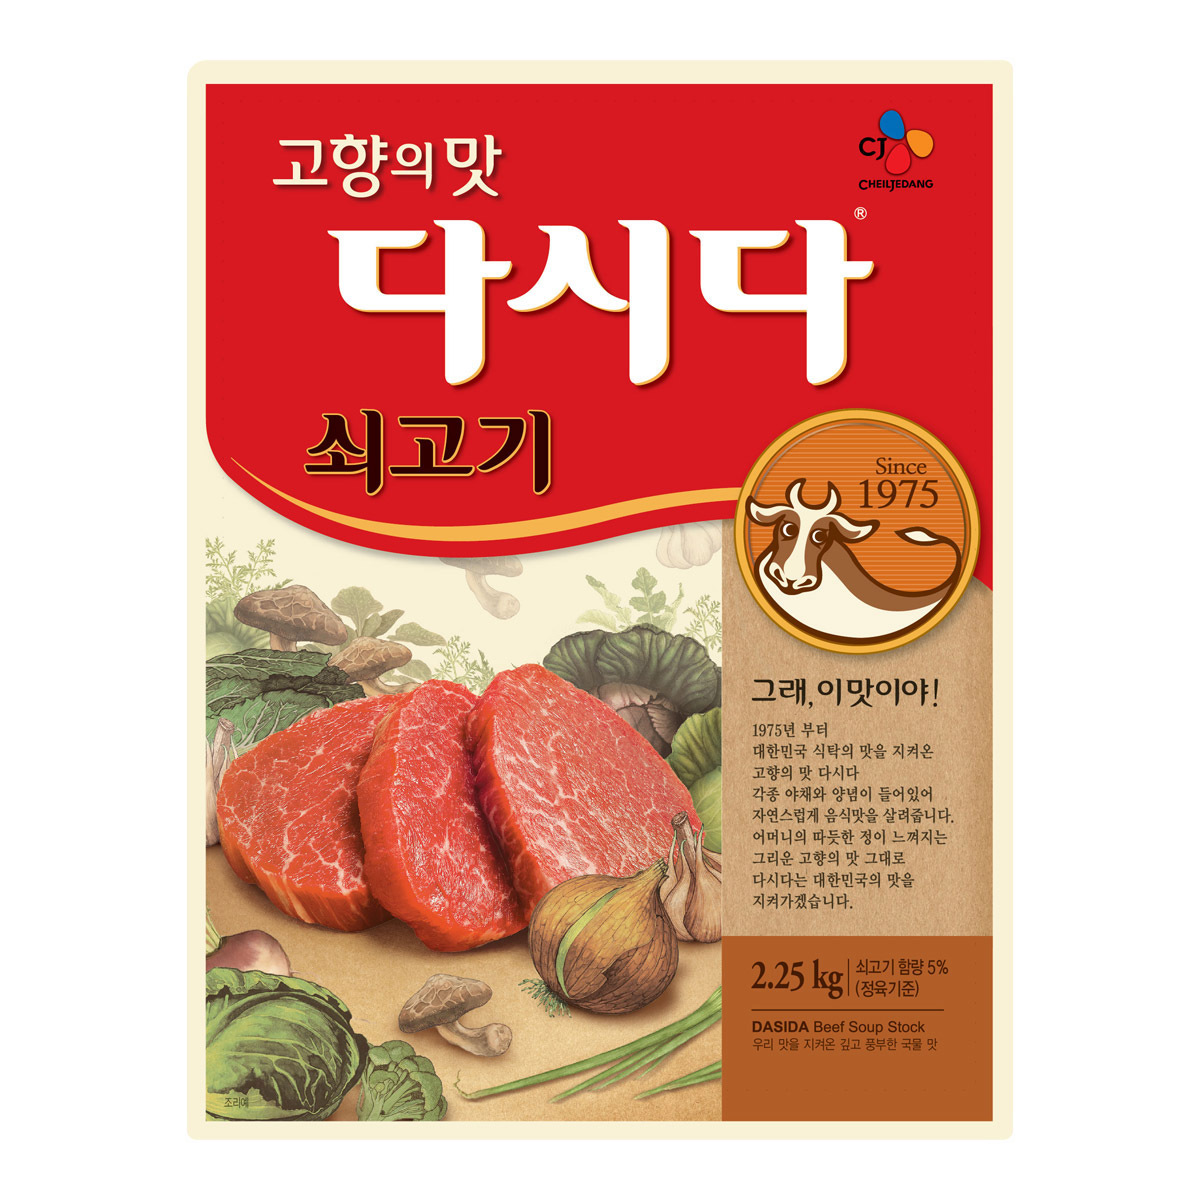 고향의 맛
CJ
CHEILJEDANG
다시다®
쇠고기
Since
1975
그래, 이맛이야!
1975년 부터
대한민국 식탁의 맛을 지켜온
고향의 맛 다시다
각종 야채와 양념이 들어있어
자연스럽게 음식맛을 살려줍니다.
어머니의 따듯한 정이 느껴지는
그리운 고향의 맛 그대로
다시다는 대한민국의 맛을
지켜가겠습니다.
2.25 kg
쇠고기 함량 5%
(정육기준)
DASIDA Beef Soup Stock
우리 맛을 지켜온 깊고 풍부한 국물 맛
조리예